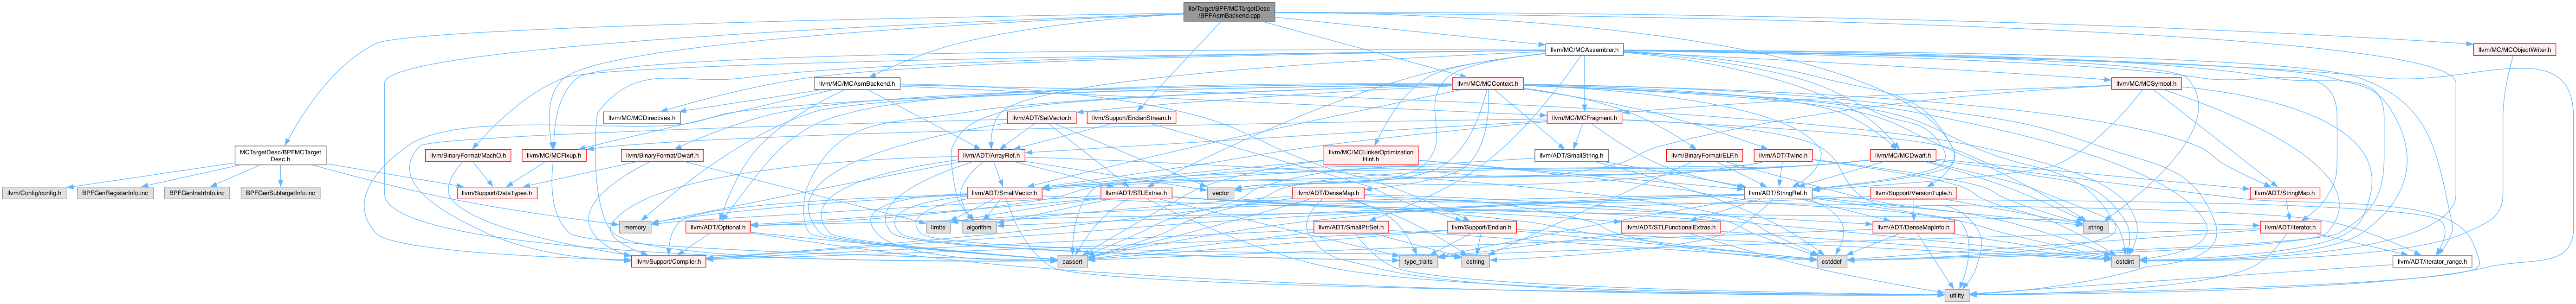 lib/Target/BPF/MCTargetDesc
/BPFAsmBackend.cpp
llvm/MC/MCAssembler.h
llvm/MC/MCObjectWriter.h
llvm/MC/MCAsmBackend.h
llvm/MC/MCContext.h
llvm/MC/MCSymbol.h
llvm/MC/MCDirectives.h
llvm/ADT/SetVector.h
llvm/Support/EndianStream.h
llvm/MC/MCFragment.h
MCTargetDesc/BPFMCTarget
Desc.h
llvm/BinaryFormat/MachO.h
llvm/MC/MCFixup.h
llvm/BinaryFormat/Dwarf.h
llvm/ADT/ArrayRef.h
llvm/MC/MCLinkerOptimization
Hint.h
llvm/ADT/SmallString.h
llvm/BinaryFormat/ELF.h
llvm/ADT/Twine.h
llvm/MC/MCDwarf.h
llvm/Config/config.h
BPFGenRegisterInfo.inc
BPFGenInstrInfo.inc
BPFGenSubtargetInfo.inc
llvm/Support/DataTypes.h
llvm/ADT/SmallVector.h
llvm/ADT/STLExtras.h
vector
llvm/ADT/DenseMap.h
llvm/ADT/StringRef.h
llvm/Support/VersionTuple.h
llvm/ADT/StringMap.h
memory
llvm/ADT/Optional.h
limits
algorithm
llvm/ADT/SmallPtrSet.h
llvm/Support/Endian.h
llvm/ADT/STLFunctionalExtras.h
llvm/ADT/DenseMapInfo.h
string
llvm/ADT/iterator.h
llvm/Support/Compiler.h
cassert
type_traits
cstring
cstddef
cstdint
llvm/ADT/iterator_range.h
utility